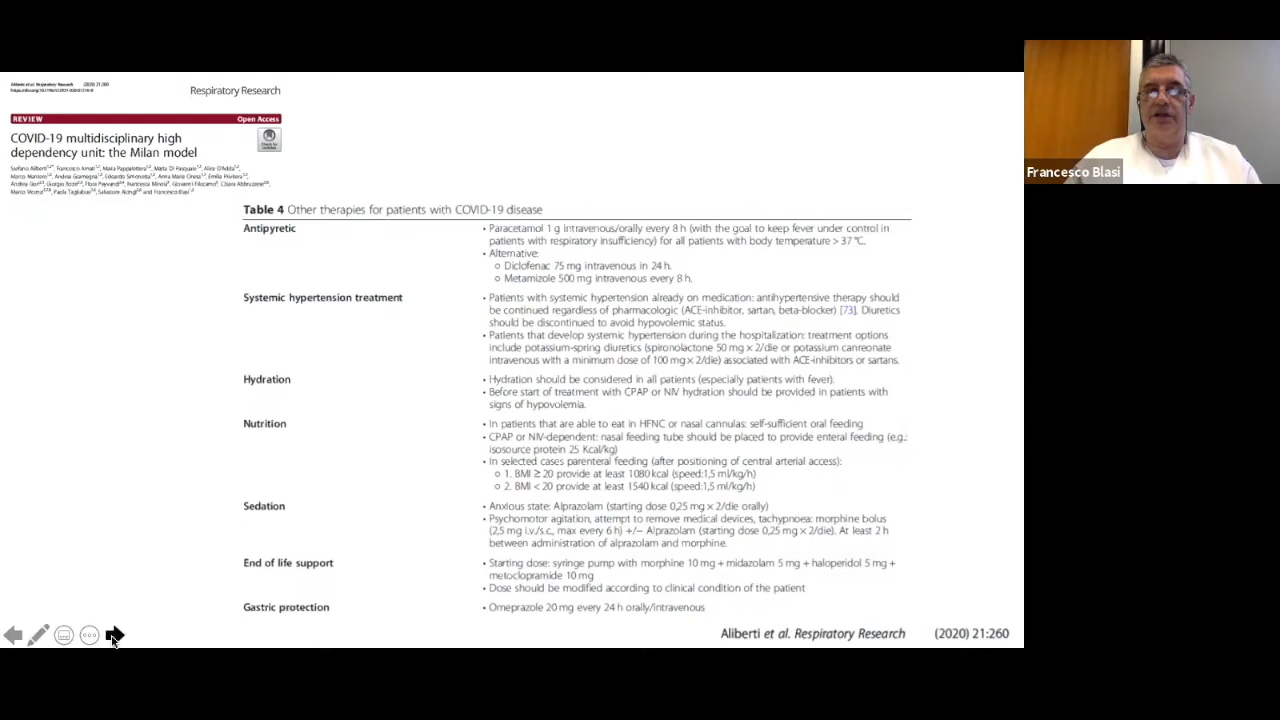 Aliberti et al. Respiratory Research (2020) 21:260
Respiratory Research
REVIEW
Open Access
COVID-19 multidisciplinary high
dependency unit: the Milan model
Table 4 Other therapies for patients with COVID-19 disease
Antipyretic
• Paracetamol 1 g intravenous/orally every 8 h (with the goal to keep fever under control in
patients with respiratory insufficiency) for all patients with body temperature > 37 °C.
• Alternative:
○ Diclofenac 75 mg intravenous in 24 h.
○ Metamizole 500 mg intravenous every 8 h.
Systemic hypertension treatment
• Patients with systemic hypertension already on medication: antihypertensive therapy should
be continued regardless of pharmacologic (ACE-inhibitor, sartan, beta-blocker) [73]. Diuretics
should be discontinued to avoid hypovolemic status.
• Patients that develop systemic hypertension during the hospitalization: treatment options
include potassium-spring diuretics (spironolactone 50 mg × 2/die or potassium canreonate
intravenous with a minimum dose of 100 mg × 2/die) associated with ACE-inhibitors or sartans.
Hydration
• Hydration should be considered in all patients (especially patients with fever).
• Before start of treatment with CPAP or NIV hydration should be provided in patients with
signs of hypovolemia.
Nutrition
• In patients that are able to eat in HFNC or nasal cannulas: self-sufficient oral feeding
• CPAP or NIV-dependent: nasal feeding tube should be placed to provide enteral feeding (e.g.:
isosource protein 25 Kcal/kg)
• In selected cases parenteral feeding (after positioning of central arterial access):
○ 1. BMI ≥ 20 provide at least 1080 kcal (speed:1,5 ml/kg/h)
○ 2. BMI < 20 provide at least 1540 kcal (speed:1,5 ml/kg/h)
Sedation
• Anxious state: Alprazolam (starting dose 0,25 mg × 2/die orally)
• Psychomotor agitation, attempt to remove medical devices, tachypnoea: morphine bolus
(2,5 mg i.v./s.c., max every 6 h) +/− Alprazolam (starting dose 0,25 mg × 2/die). At least 2 h
between administration of alprazolam and morphine.
End of life support
• Starting dose: syringe pump with morphine 10 mg + midazolam 5 mg + haloperidol 5 mg +
metoclopramide 10 mg
• Dose should be modified according to clinical condition of the patient
Gastric protection
• Omeprazole 20 mg every 24 h orally/intravenous
Aliberti et al. Respiratory Research (2020) 21:260
Francesco Blasi